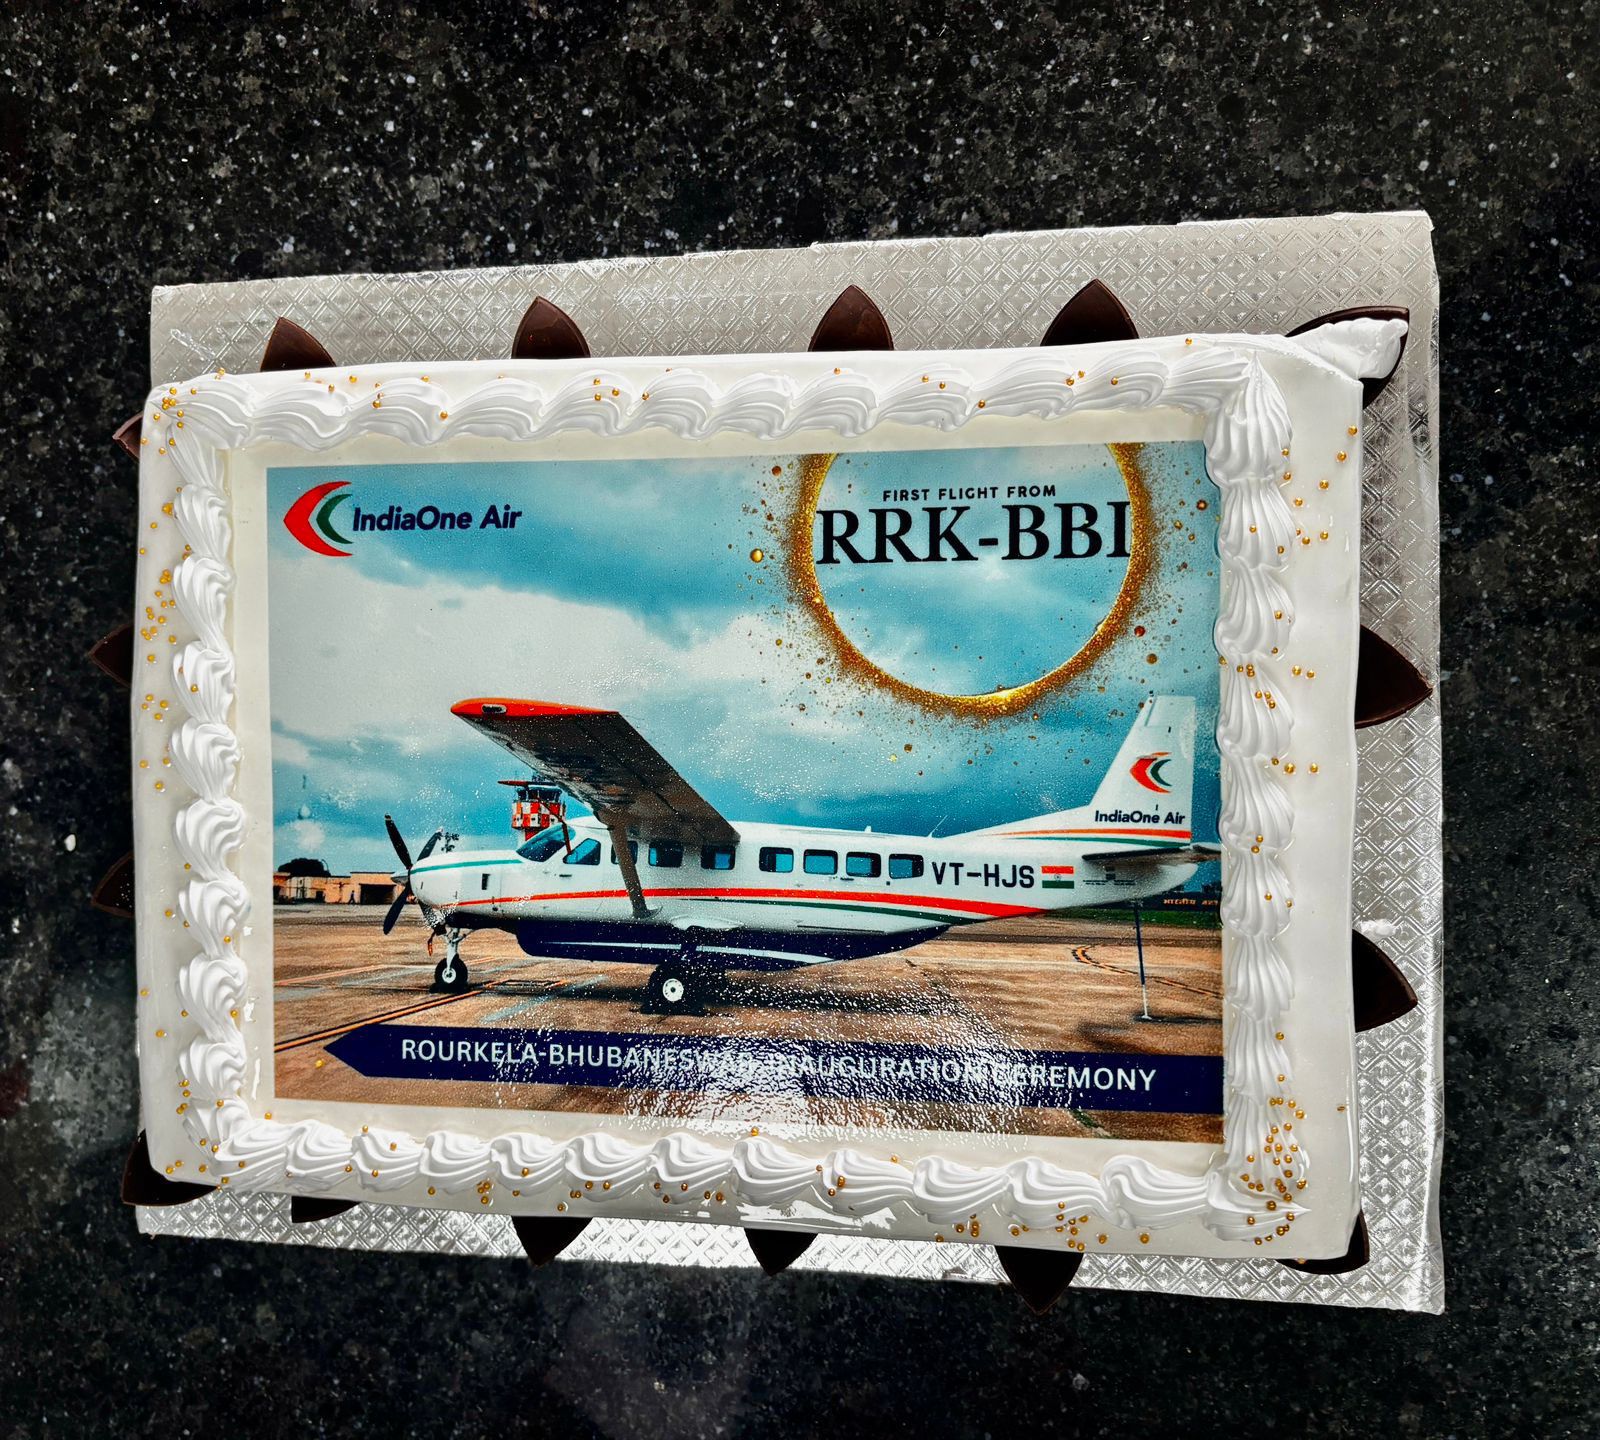 IndiaOne Air
FIRST FLIGHT FROM
RRK-BBI
IndiaOne Air
VT-HJS
ROURKELA-BHUBANESWAR INAUGURATION CEREMONY